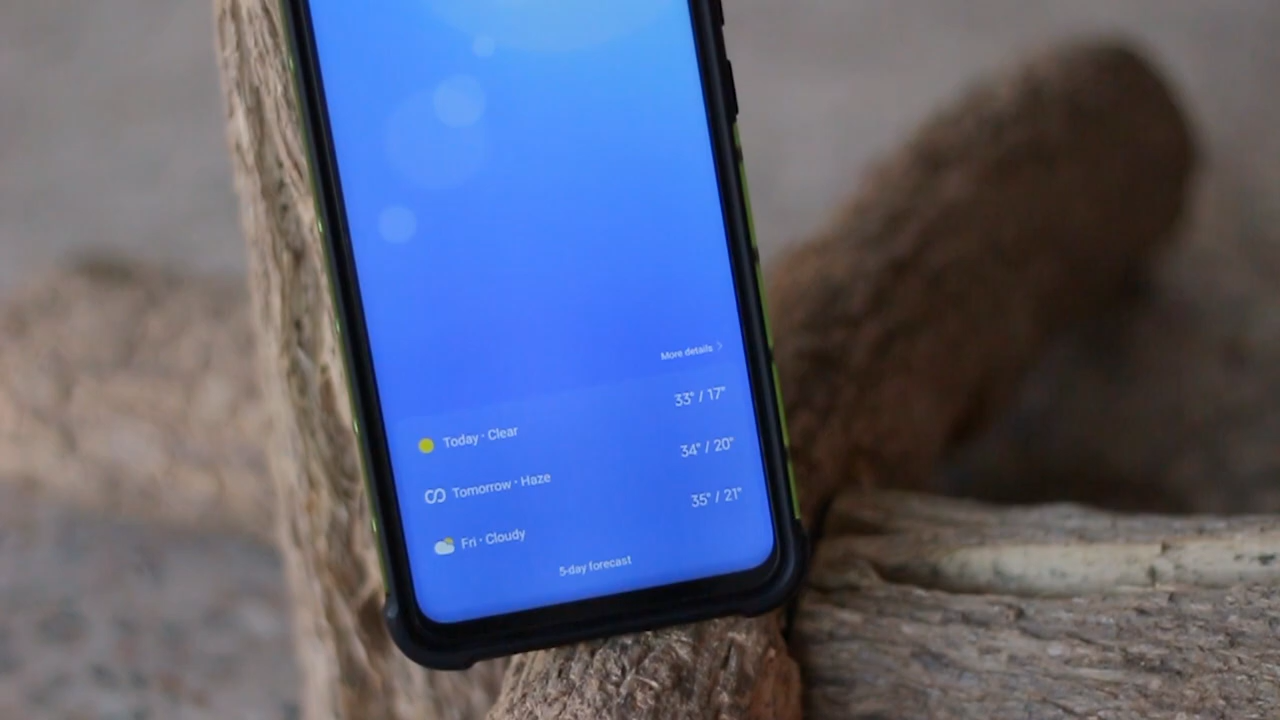 More details >
Today · Clear 33° / 17°
Tomorrow · Haze 34° / 20°
Fri · Cloudy 35° / 21°
5-day forecast